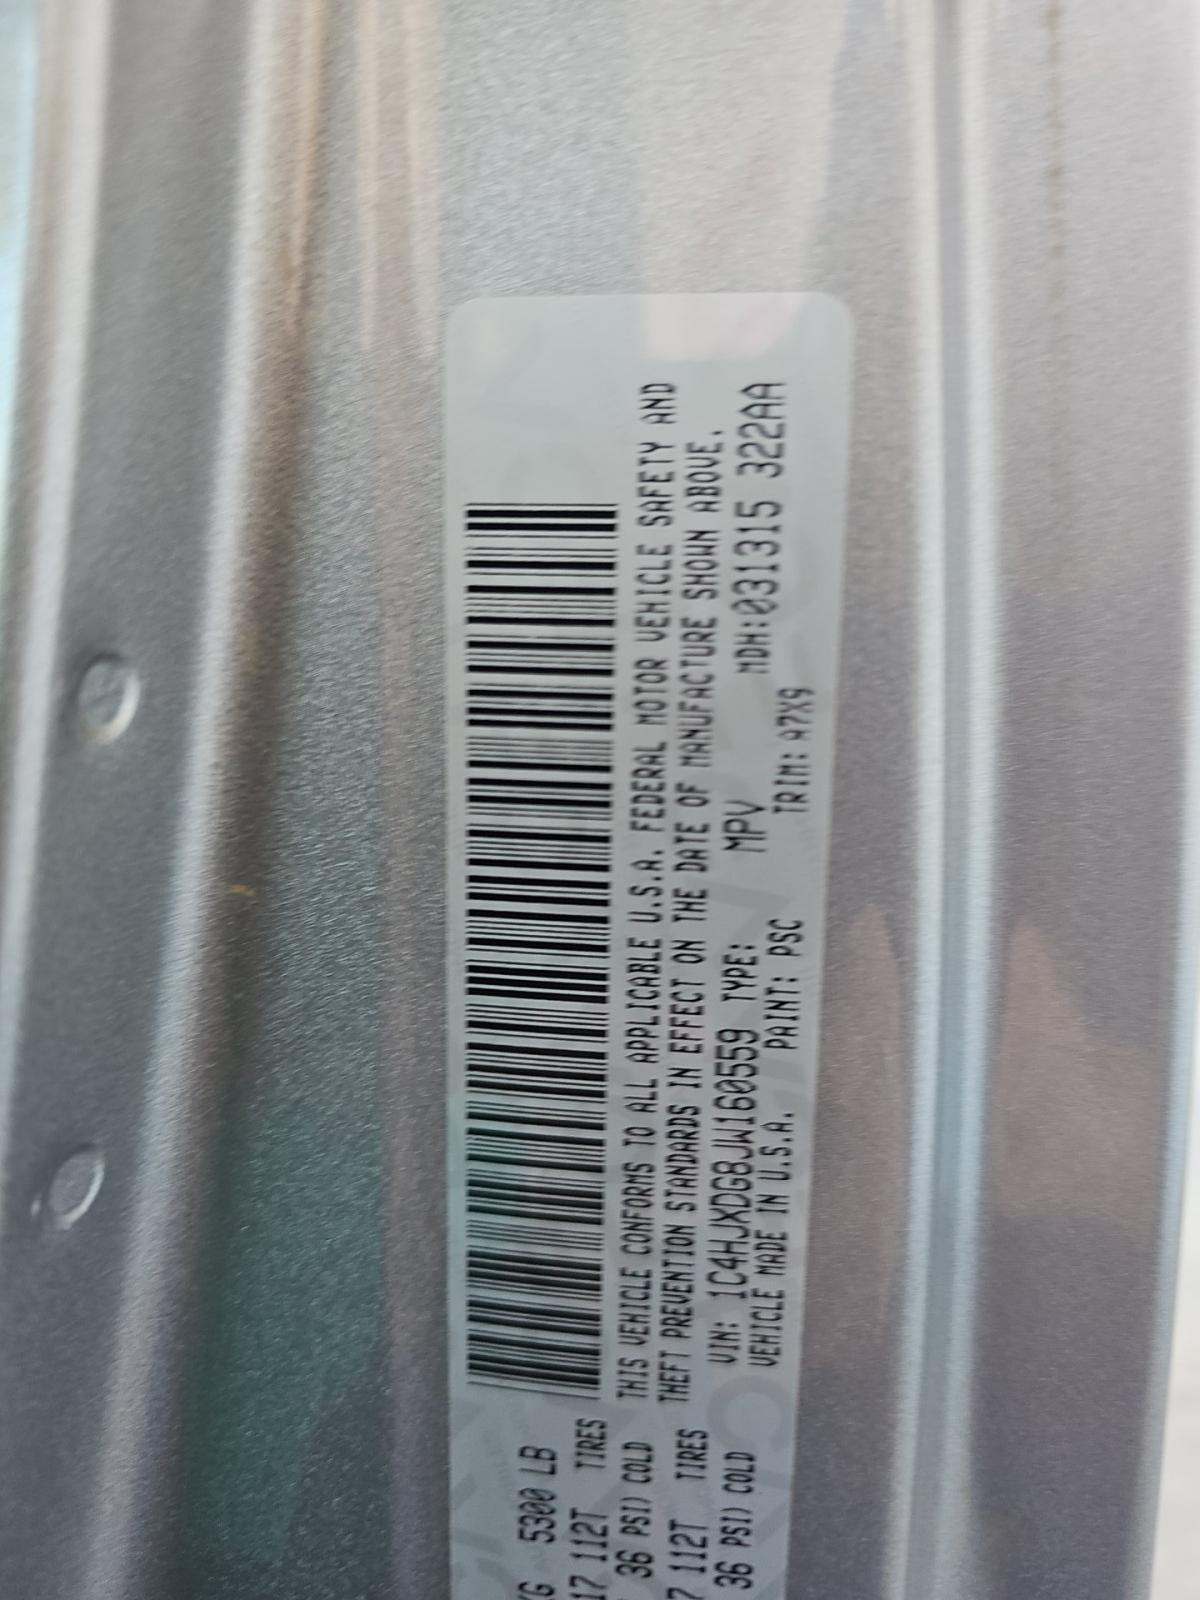 KG 5300 LB
17 112T TIRES
36 PSI) COLD
7 112T TIRES
36 PSI) COLD
THIS VEHICLE CONFORMS TO ALL APPLICABLE U.S.A. FEDERAL MOTOR VEHICLE SAFETY AND
THEFT PREVENTION STANDARDS IN EFFECT ON THE DATE OF MANUFACTURE SHOWN ABOVE.
VIN: 1C4HJXDG8JW160559 TYPE: MPV MDH:031315 322AA
VEHICLE MADE IN U.S.A. PAINT: PSC TRIM: A7X9